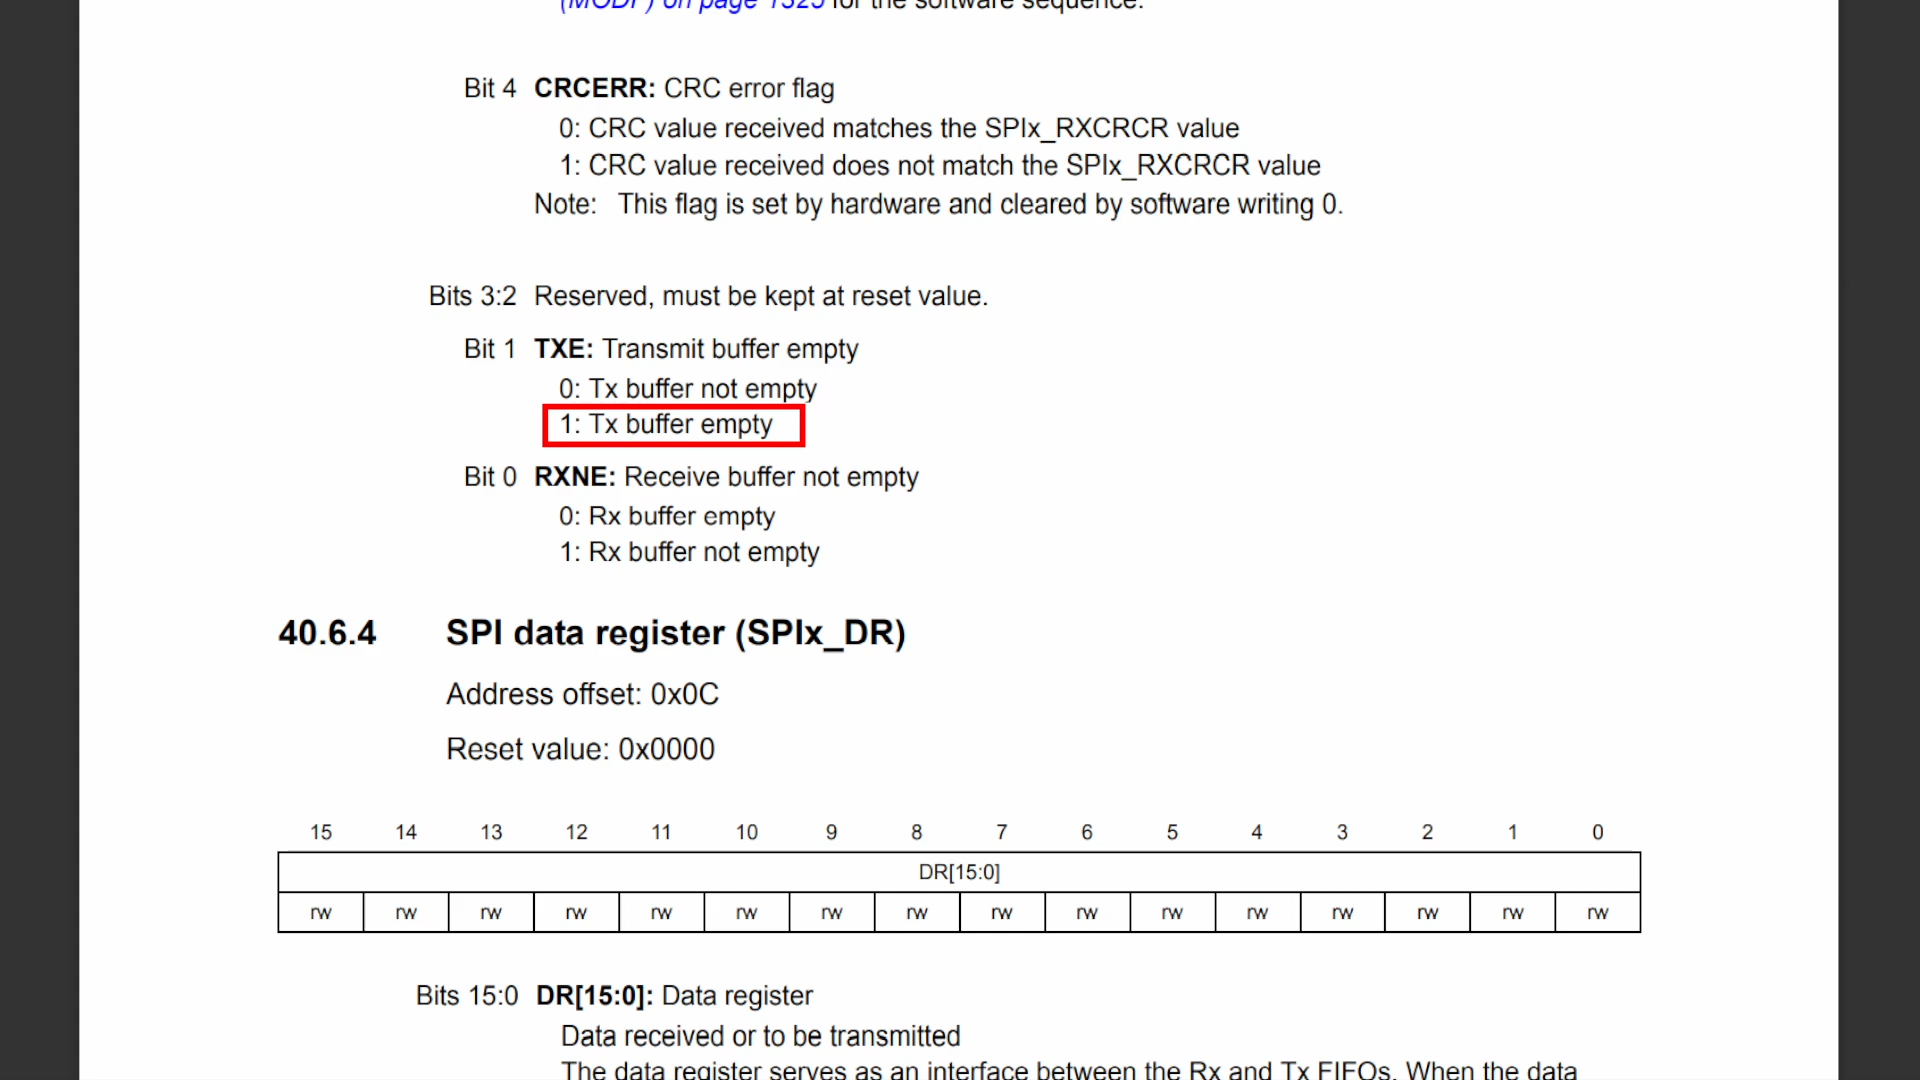 (MODF) on page 1325 for the software sequence.
Bit 4 CRCERR: CRC error flag
0: CRC value received matches the SPIx_RXCRCR value
1: CRC value received does not match the SPIx_RXCRCR value
Note: This flag is set by hardware and cleared by software writing 0.
Bits 3:2 Reserved, must be kept at reset value.
Bit 1 TXE: Transmit buffer empty
0: Tx buffer not empty
1: Tx buffer empty
Bit 0 RXNE: Receive buffer not empty
0: Rx buffer empty
1: Rx buffer not empty
40.6.4 SPI data register (SPIx_DR)
Address offset: 0x0C
Reset value: 0x0000
15 14 13 12 11 10 9 8 7 6 5 4 3 2 1 0
DR[15:0]
rw rw rw rw rw rw rw rw rw rw rw rw rw rw rw rw
Bits 15:0 DR[15:0]: Data register
Data received or to be transmitted
The data register serves as an interface between the Rx and Tx FIFOs. When the data